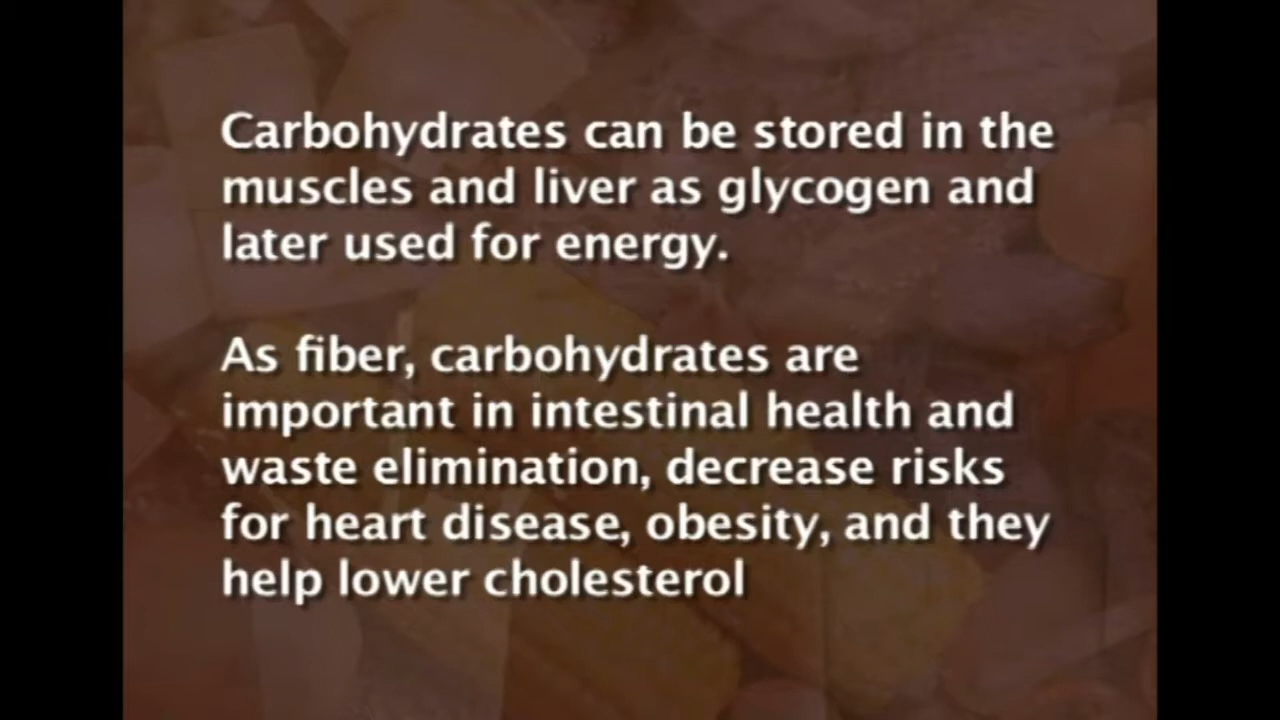 Carbohydrates can be stored in the
muscles and liver as glycogen and
later used for energy.
As fiber, carbohydrates are
important in intestinal health and
waste elimination, decrease risks
for heart disease, obesity, and they
help lower cholesterol